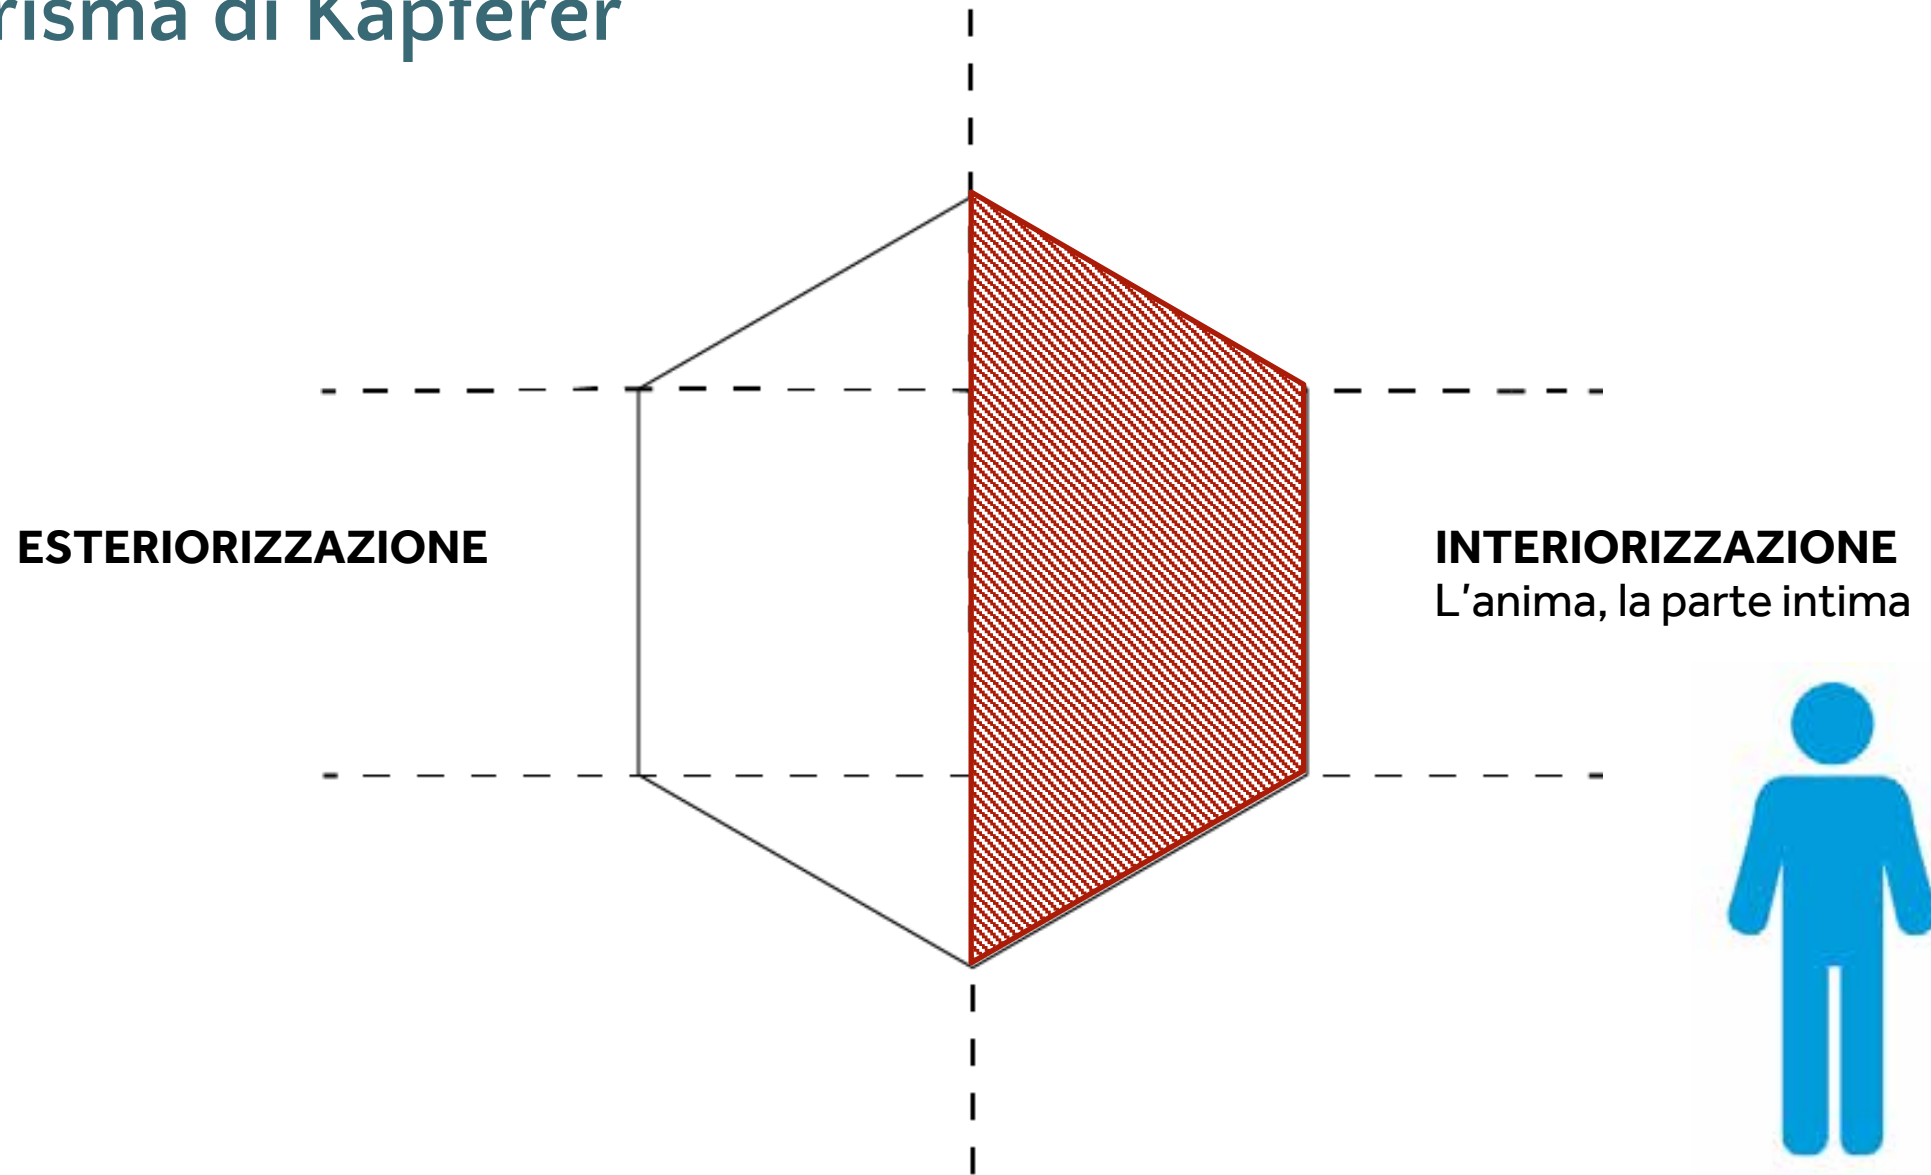 risma di Kapferer
ESTERIORIZZAZIONE
INTERIORIZZAZIONE
L'anima, la parte intima